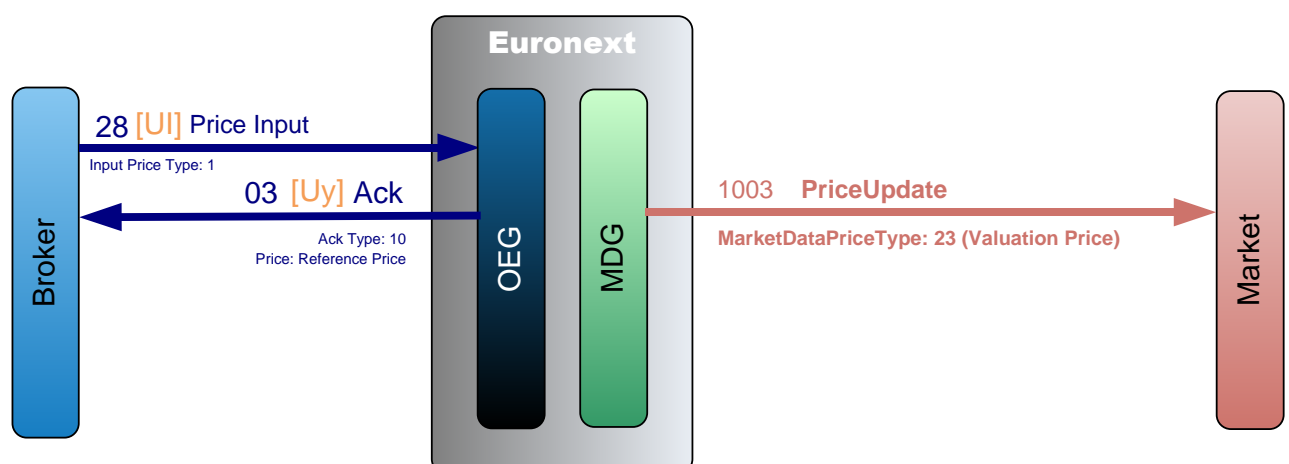 Euronext
28 [UI] Price Input
Input Price Type: 1
03 [Uy] Ack
Ack Type: 10
Price: Reference Price
1003 PriceUpdate
MarketDataPriceType: 23 (Valuation Price)
Broker
OEG
MDG
Market